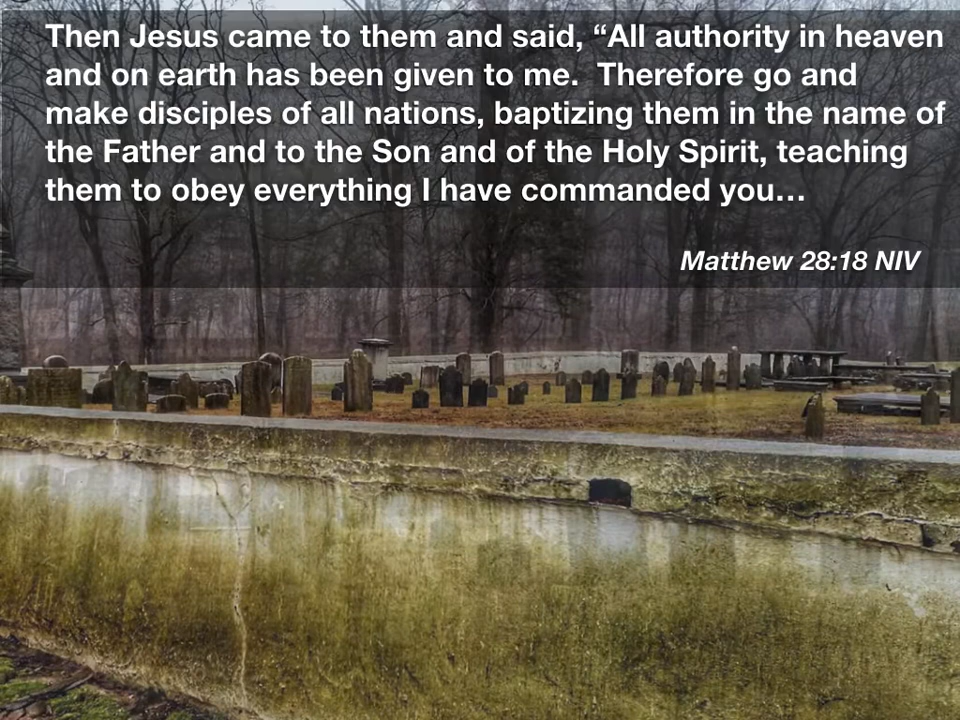 Then Jesus came to them and said, “All authority in heaven
and on earth has been given to me.  Therefore go and
make disciples of all nations, baptizing them in the name of
the Father and to the Son and of the Holy Spirit, teaching
them to obey everything I have commanded you…
Matthew 28:18 NIV